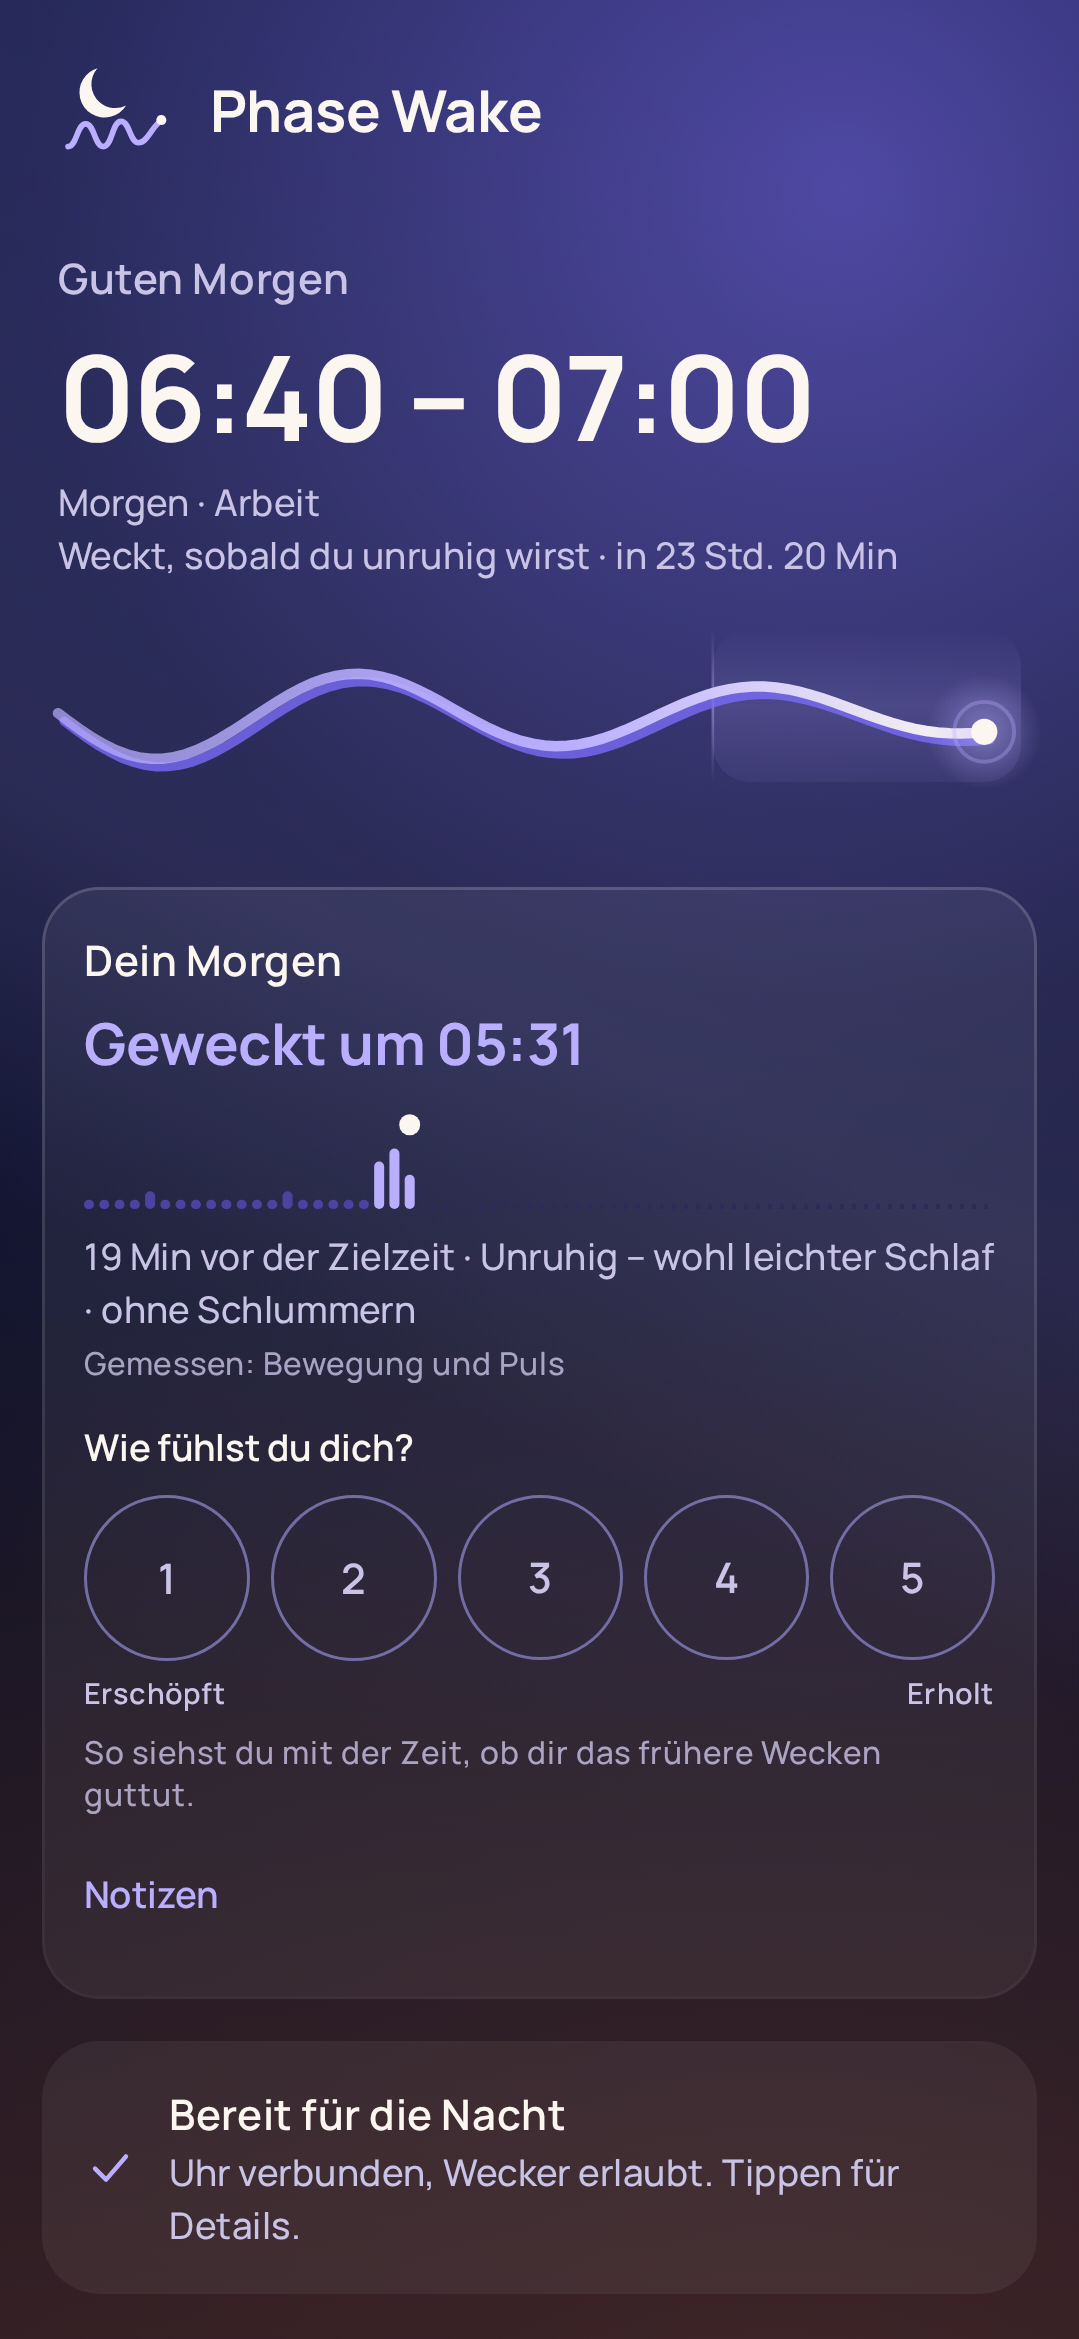 Phase Wake
Guten Morgen
06:40 – 07:00
Morgen · Arbeit
Weckt, sobald du unruhig wirst · in 23 Std. 20 Min
Dein Morgen
Geweckt um 05:31
19 Min vor der Zielzeit · Unruhig – wohl leichter Schlaf
· ohne Schlummern
Gemessen: Bewegung und Puls
Wie fühlst du dich?
1 2 3 4 5
Erschöpft Erholt
So siehst du mit der Zeit, ob dir das frühere Wecken
guttut.
Notizen
Bereit für die Nacht
Uhr verbunden, Wecker erlaubt. Tippen für
Details.